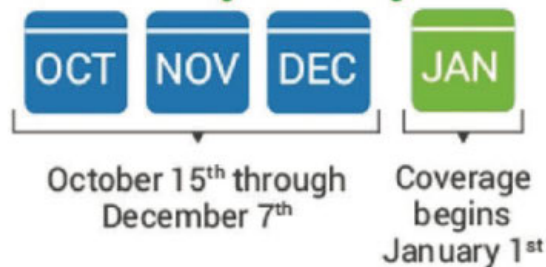 OCT NOV DEC JAN
October 15th through
December 7th
Coverage
begins
January 1st